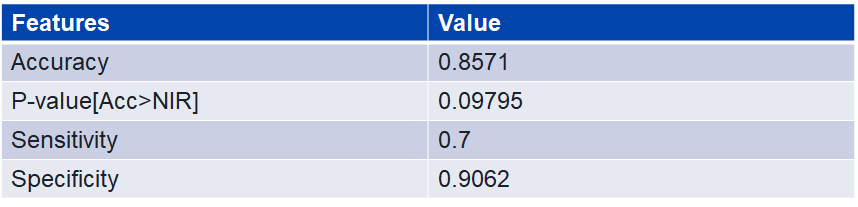 Features Value
Accuracy 0.8571
P-value[Acc>NIR] 0.09795
Sensitivity 0.7
Specificity 0.9062